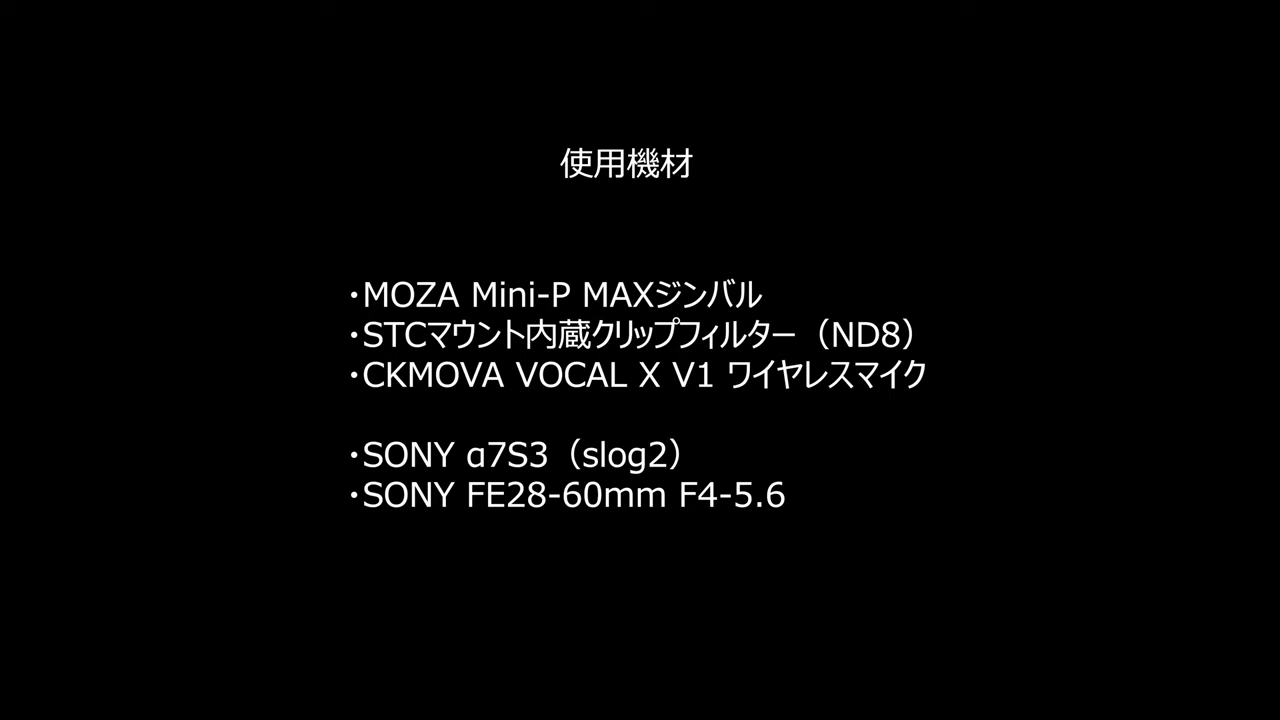 使用機材
・MOZA Mini-P MAXジンバル
・STCマウント内蔵クリップフィルター（ND8）
・CKMOVA VOCAL X V1 ワイヤレスマイク
・SONY α7S3（slog2）
・SONY FE28-60mm F4-5.6